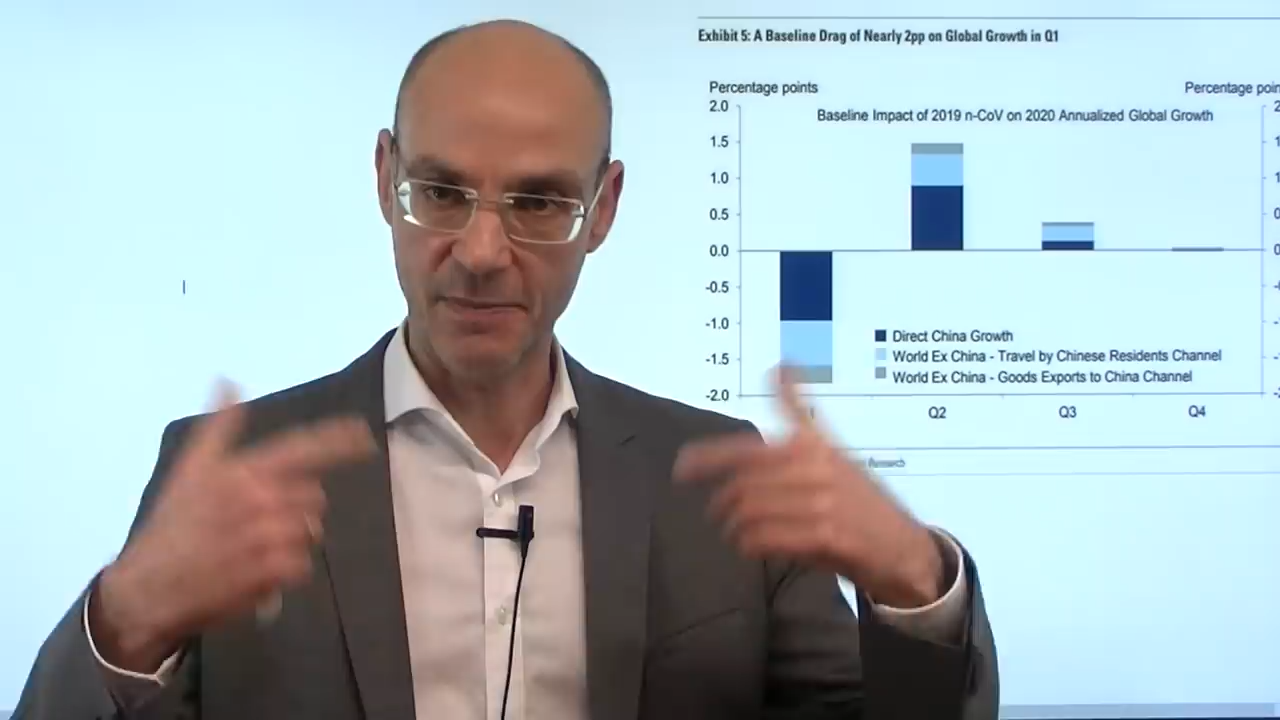 Exhibit 5: A Baseline Drag of Nearly 2pp on Global Growth in Q1
Percentage points
Percentage
2.0
Baseline Impact of 2019 n-CoV on 2020 Annualized Global Growth
1.5
1.0
0.5
0.0
-0.5
-1.0
-1.5
-2.0
Direct China Growth
World Ex China - Travel by Chinese Residents Channel
World Ex China - Goods Exports to China Channel
Q2 Q3 Q4
Research